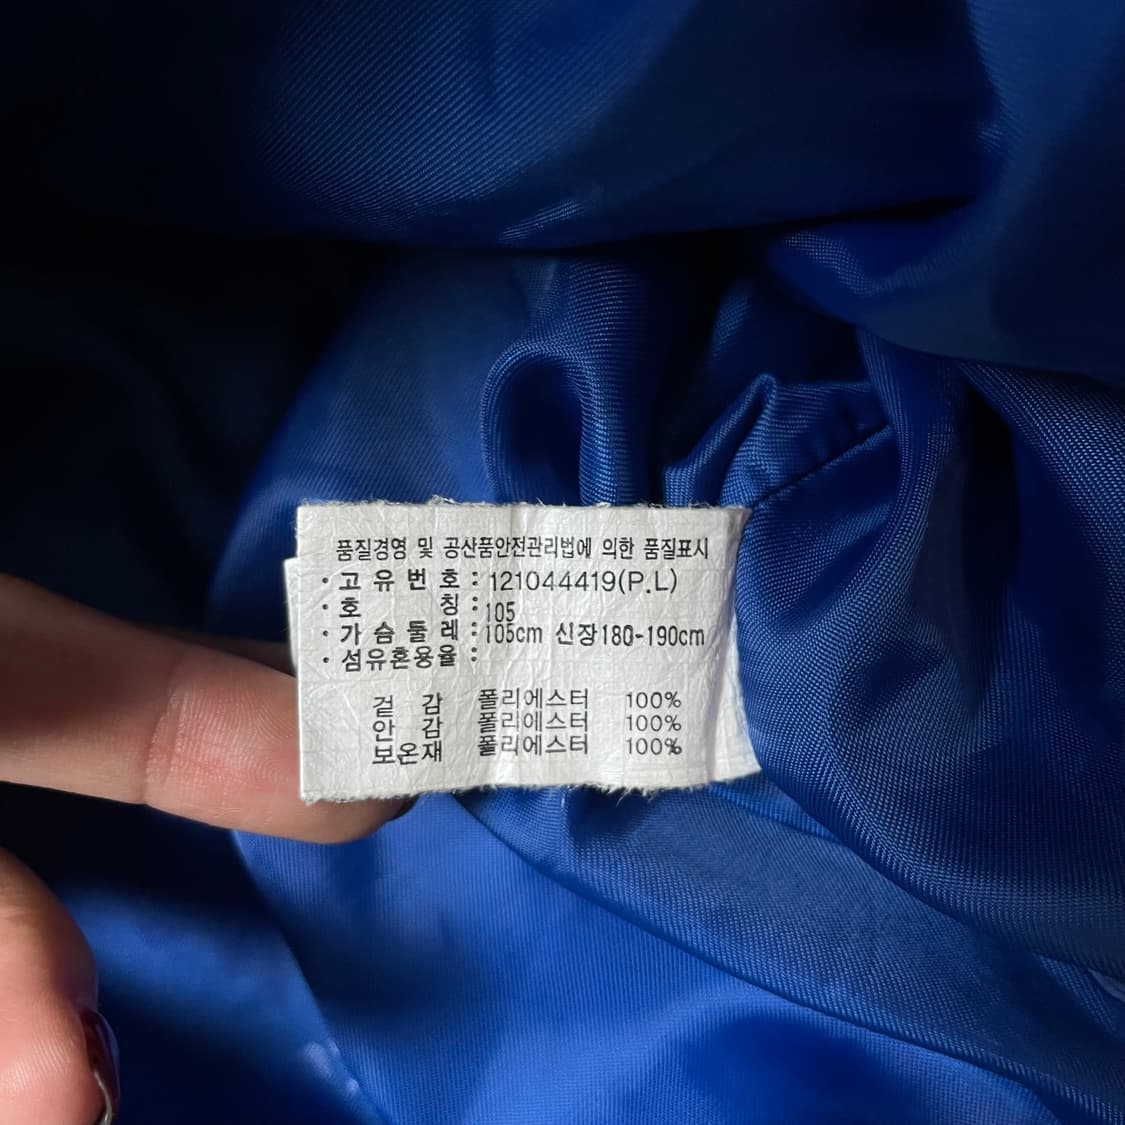 품질경영 및 공산품안전관리법에 의한 품질표시
· 고유번호 : 121044419(P.L)
· 호 칭 : 105
· 가슴둘레 : 105cm 신장180-190cm
· 섬유혼용율 :
겉 감 폴리에스터 100%
안 감 폴리에스터 100%
보온재 폴리에스터 100%